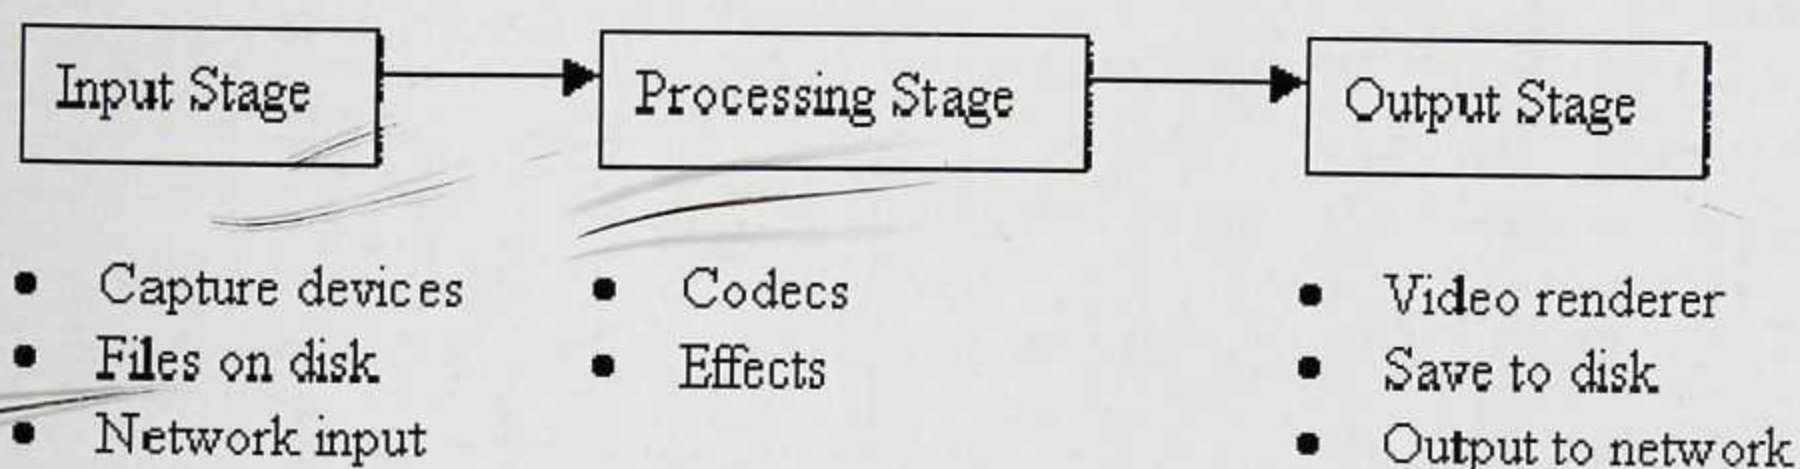 Input Stage
Processing Stage
Output Stage
• Capture devices
• Files on disk
• Network input
• Codecs
• Effects
• Video renderer
• Save to disk
• Output to network